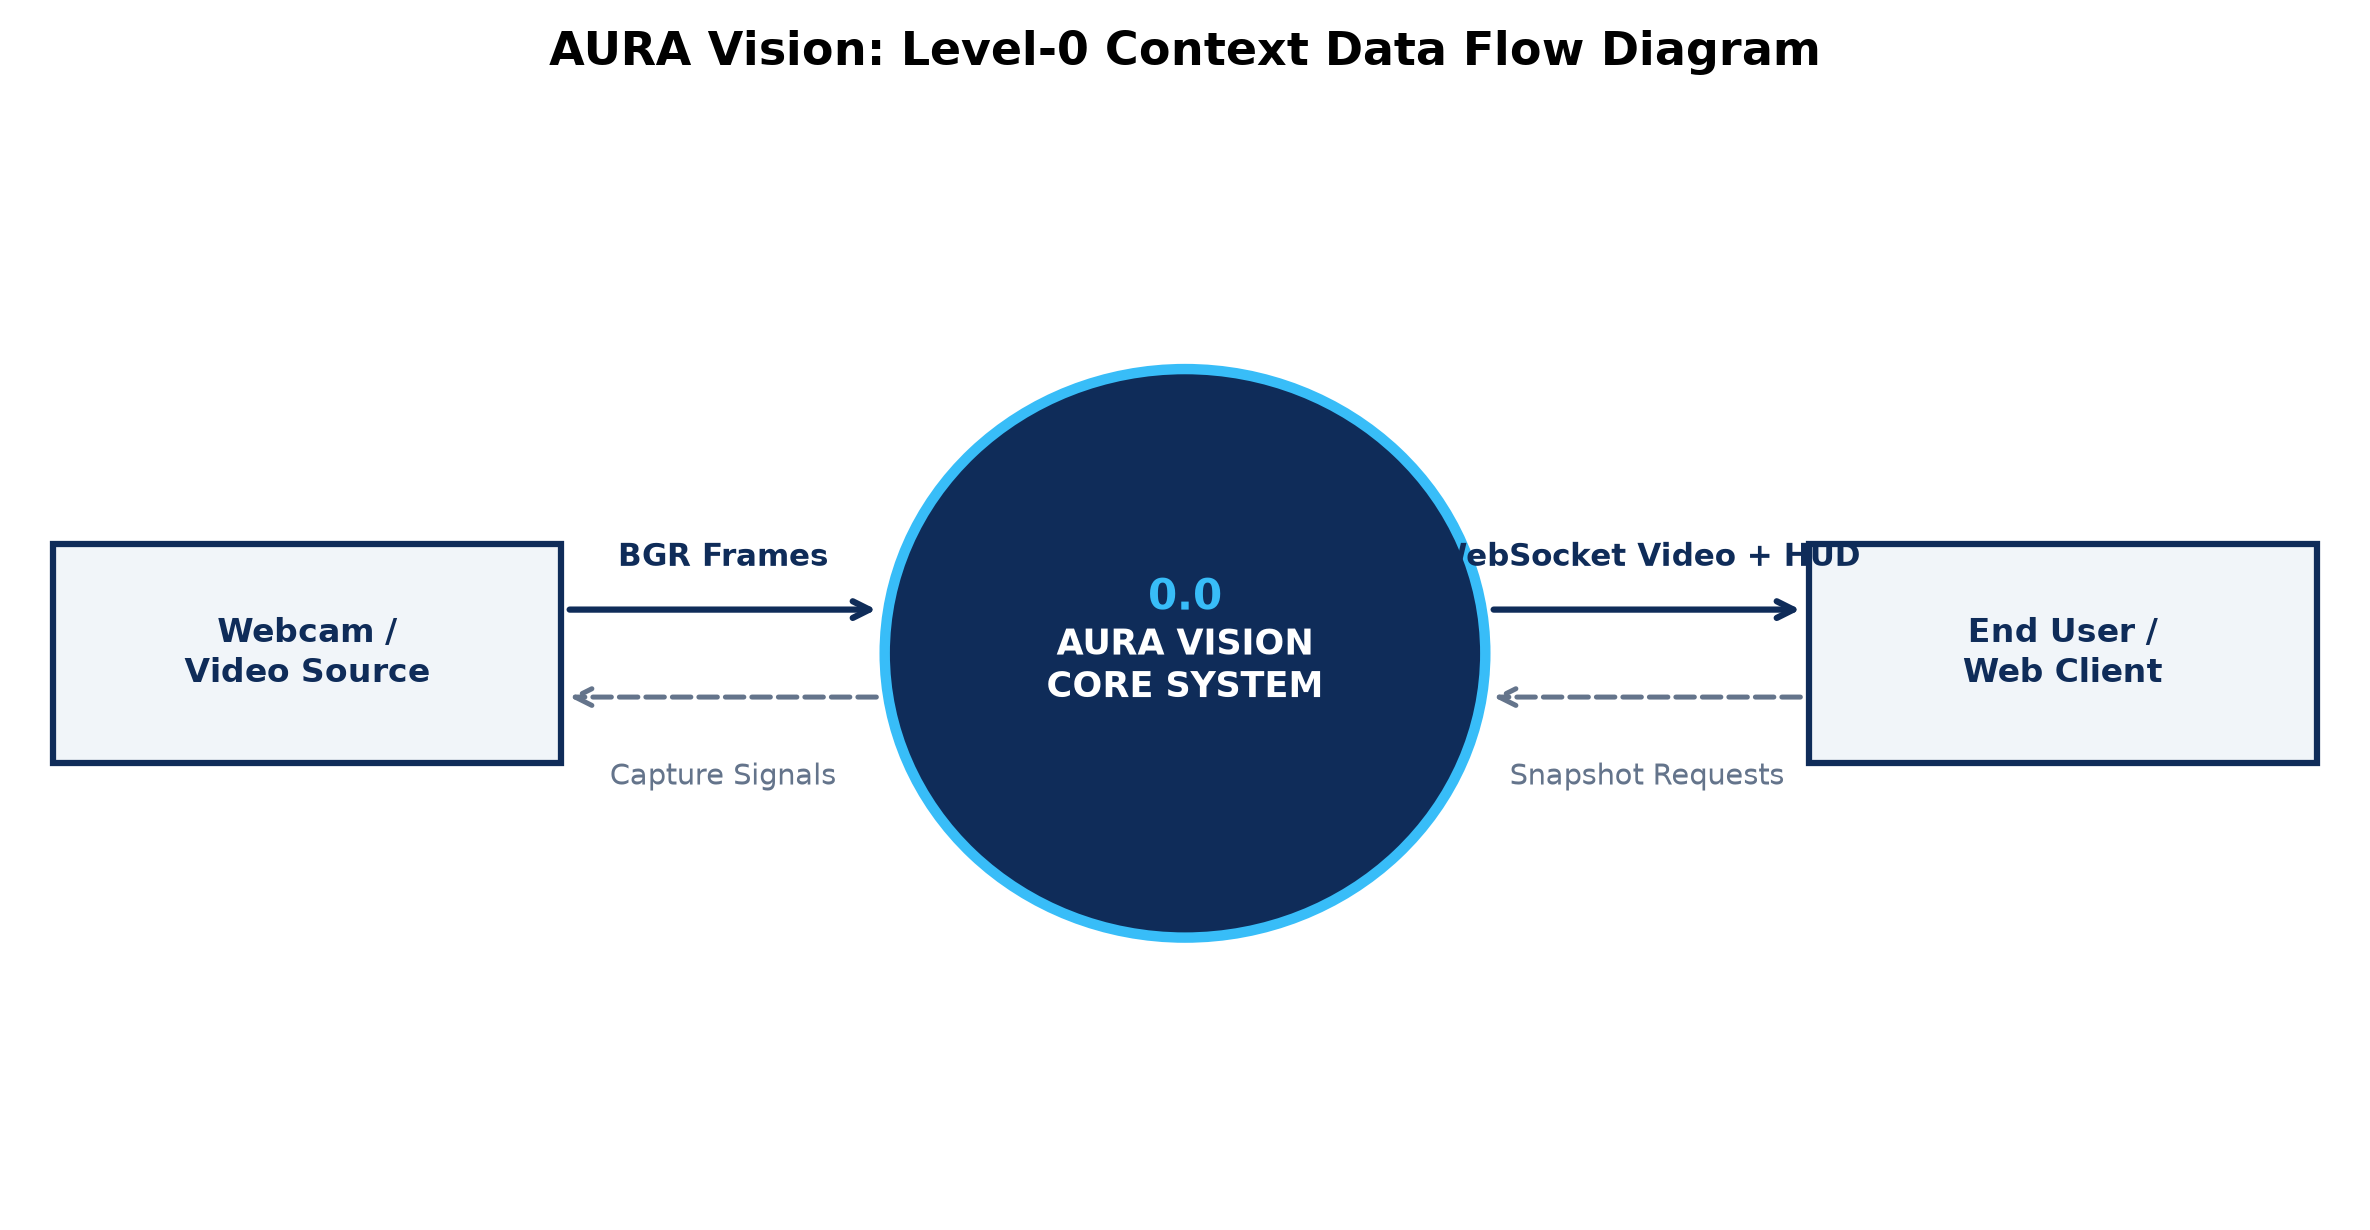 AURA Vision: Level-0 Context Data Flow Diagram
BGR Frames
ebSocket Video + HUD
0.0
Webcam /
Video Source
AURA VISION
CORE SYSTEM
End User /
Web Client
Capture Signals
Snapshot Requests